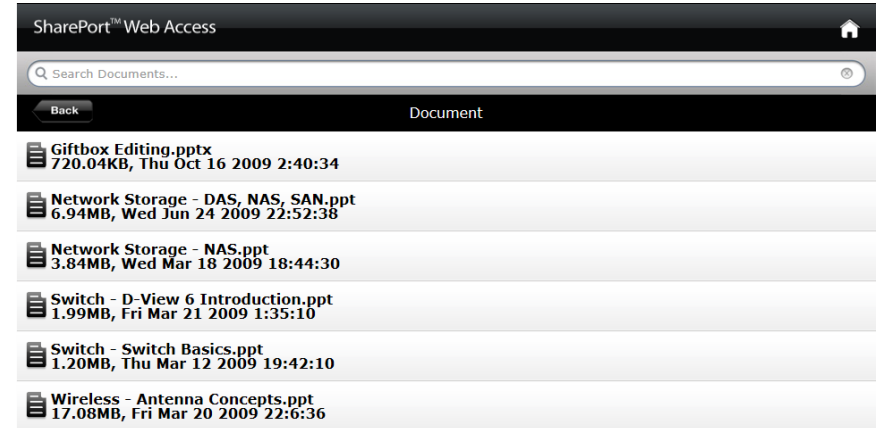 SharePort™ Web Access
Search Documents...
Back
Document
Giftbox Editing.pptx
720.04KB, Thu Oct 16 2009 2:40:34
Network Storage - DAS, NAS, SAN.ppt
6.94MB, Wed Jun 24 2009 22:52:38
Network Storage - NAS.ppt
3.84MB, Wed Mar 18 2009 18:44:30
Switch - D-View 6 Introduction.ppt
1.99MB, Fri Mar 21 2009 1:35:10
Switch - Switch Basics.ppt
1.20MB, Thu Mar 12 2009 19:42:10
Wireless - Antenna Concepts.ppt
17.08MB, Fri Mar 20 2009 22:6:36